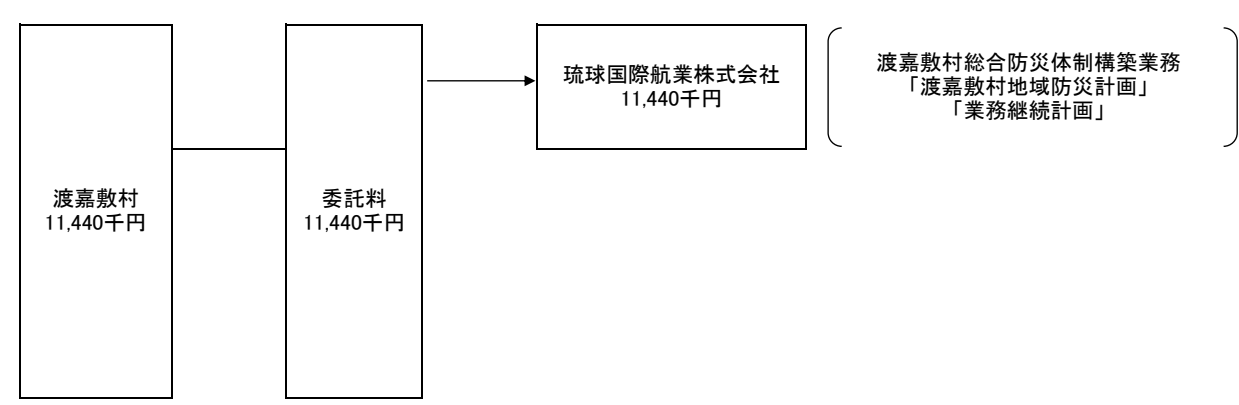 渡嘉敷村
11,440千円
委託料
11,440千円
琉球国際航業株式会社
11,440千円
渡嘉敷村総合防災体制構築業務
「渡嘉敷村地域防災計画」
「業務継続計画」